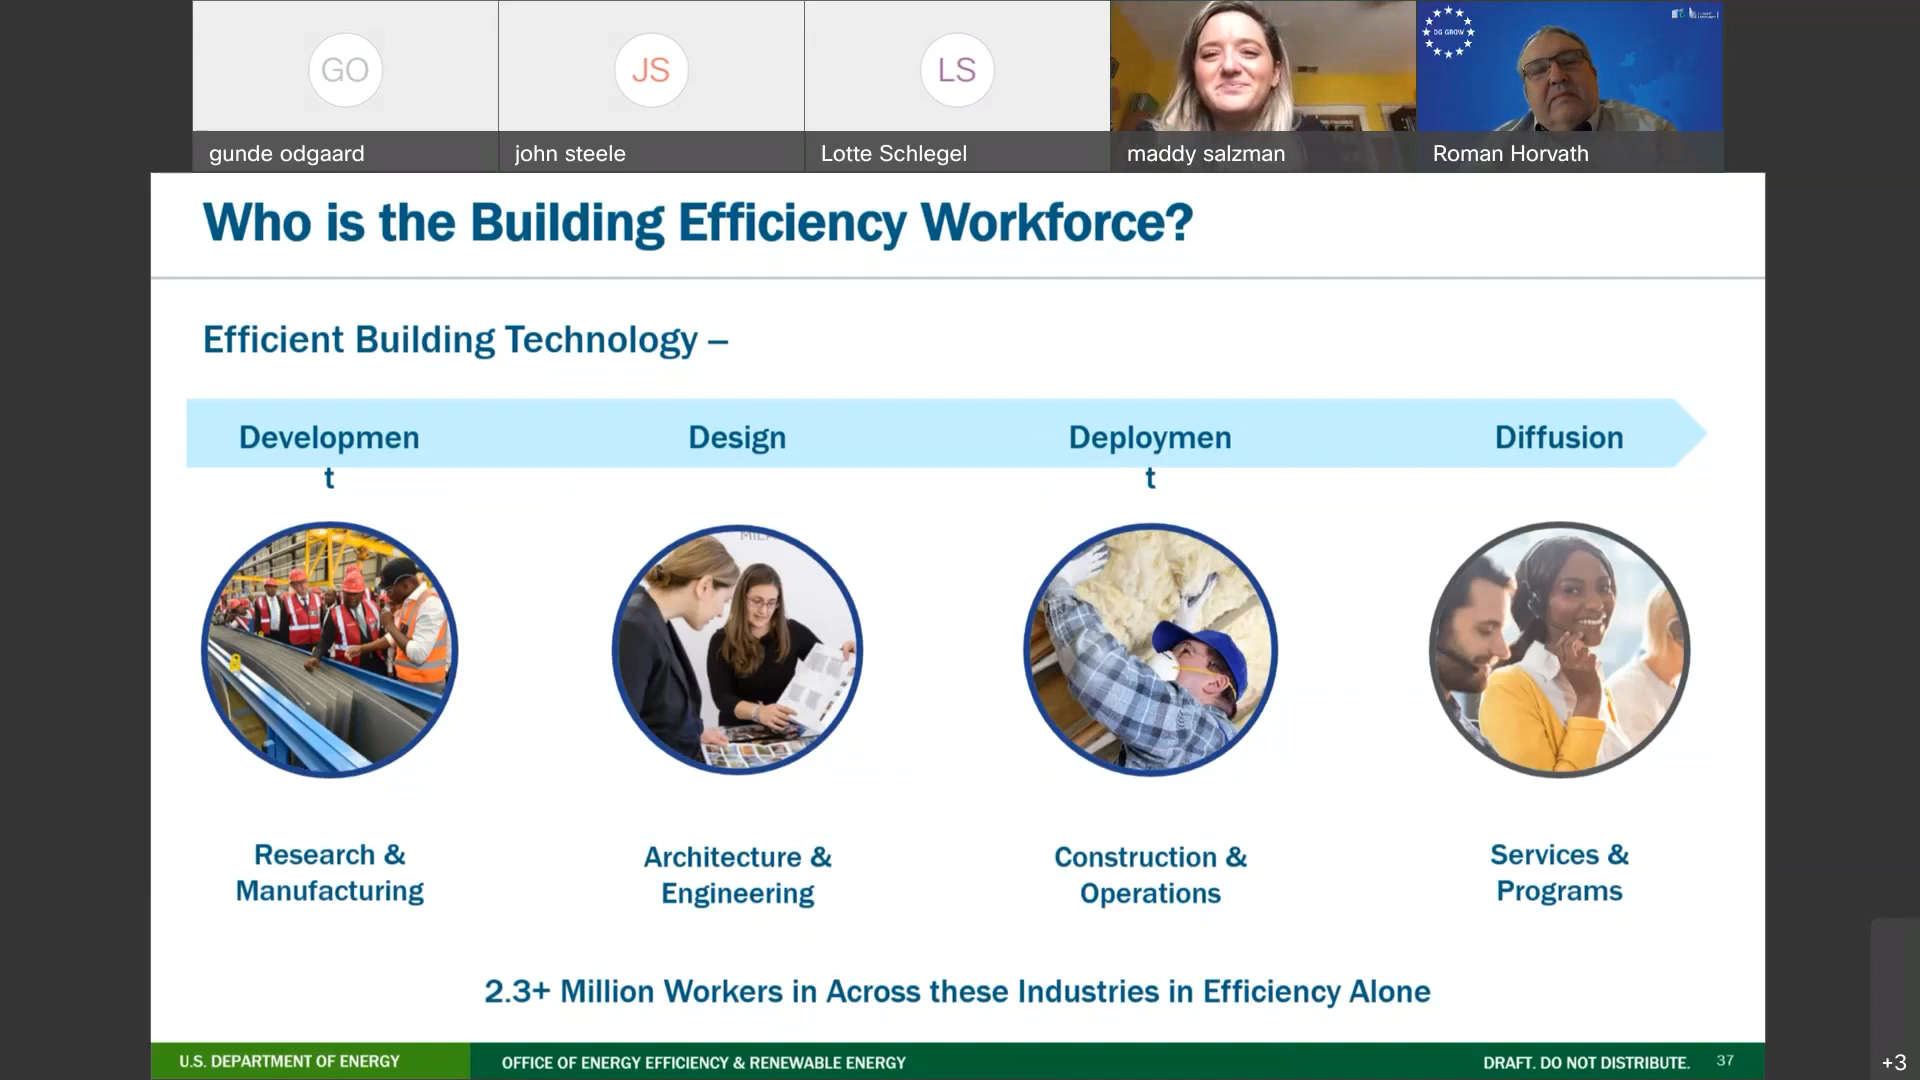 GO
JS
LS
DG GROW
gunde odgaard
john steele
Lotte Schlegel
maddy salzman
Roman Horvath
Who is the Building Efficiency Workforce?
Efficient Building Technology –
Developmen
t
Design
Deploymen
t
Diffusion
Research &
Manufacturing
Architecture &
Engineering
Construction &
Operations
Services &
Programs
2.3+ Million Workers in Across these Industries in Efficiency Alone
U.S. DEPARTMENT OF ENERGY
OFFICE OF ENERGY EFFICIENCY & RENEWABLE ENERGY
DRAFT. DO NOT DISTRIBUTE.
37
+3